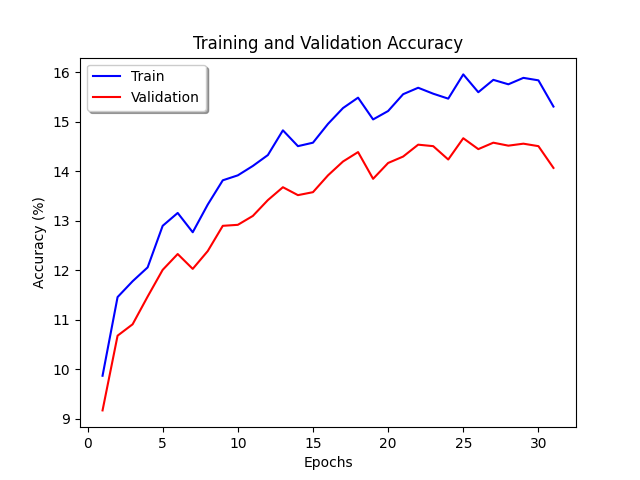 Training and Validation Accuracy
Train
Validation
16
15
14
13
12
11
10
9
Accuracy (%)
0 5 10 15 20 25 30
Epochs